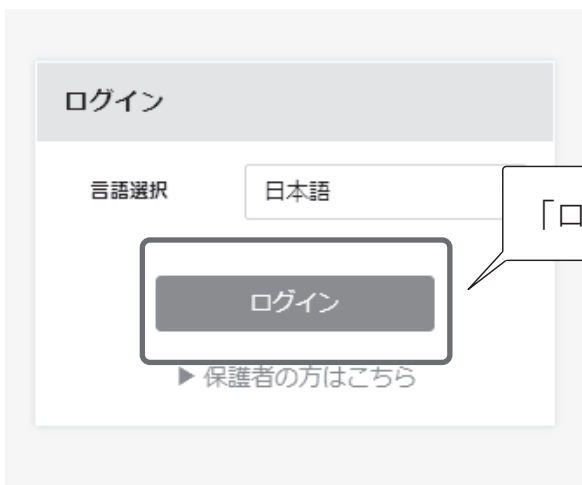 ログイン
言語選択
日本語
「ロ
ログイン
▶ 保護者の方はこちら